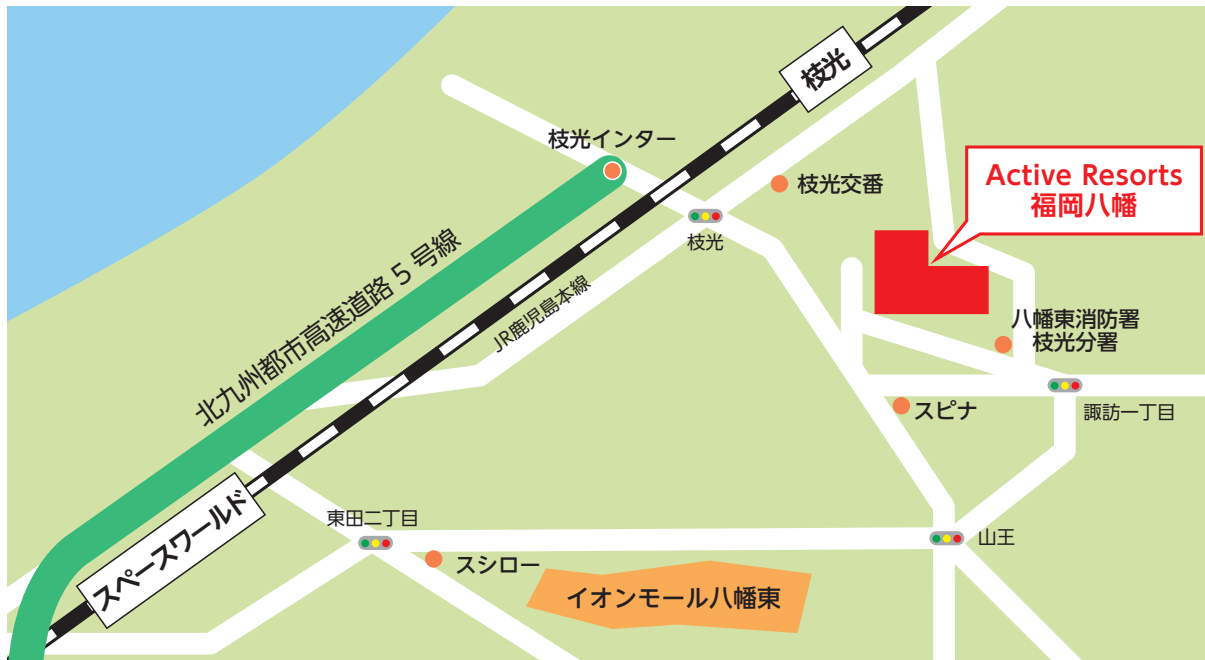 枝光
枝光インター
枝光交番
Active Resorts
福岡八幡
枝光
北九州都市高速道路5号線
JR鹿児島本線
八幡東消防署
枝光分署
スピナ
諏訪一丁目
スペースワールド
東田二丁目
山王
スシロー
イオンモール八幡東